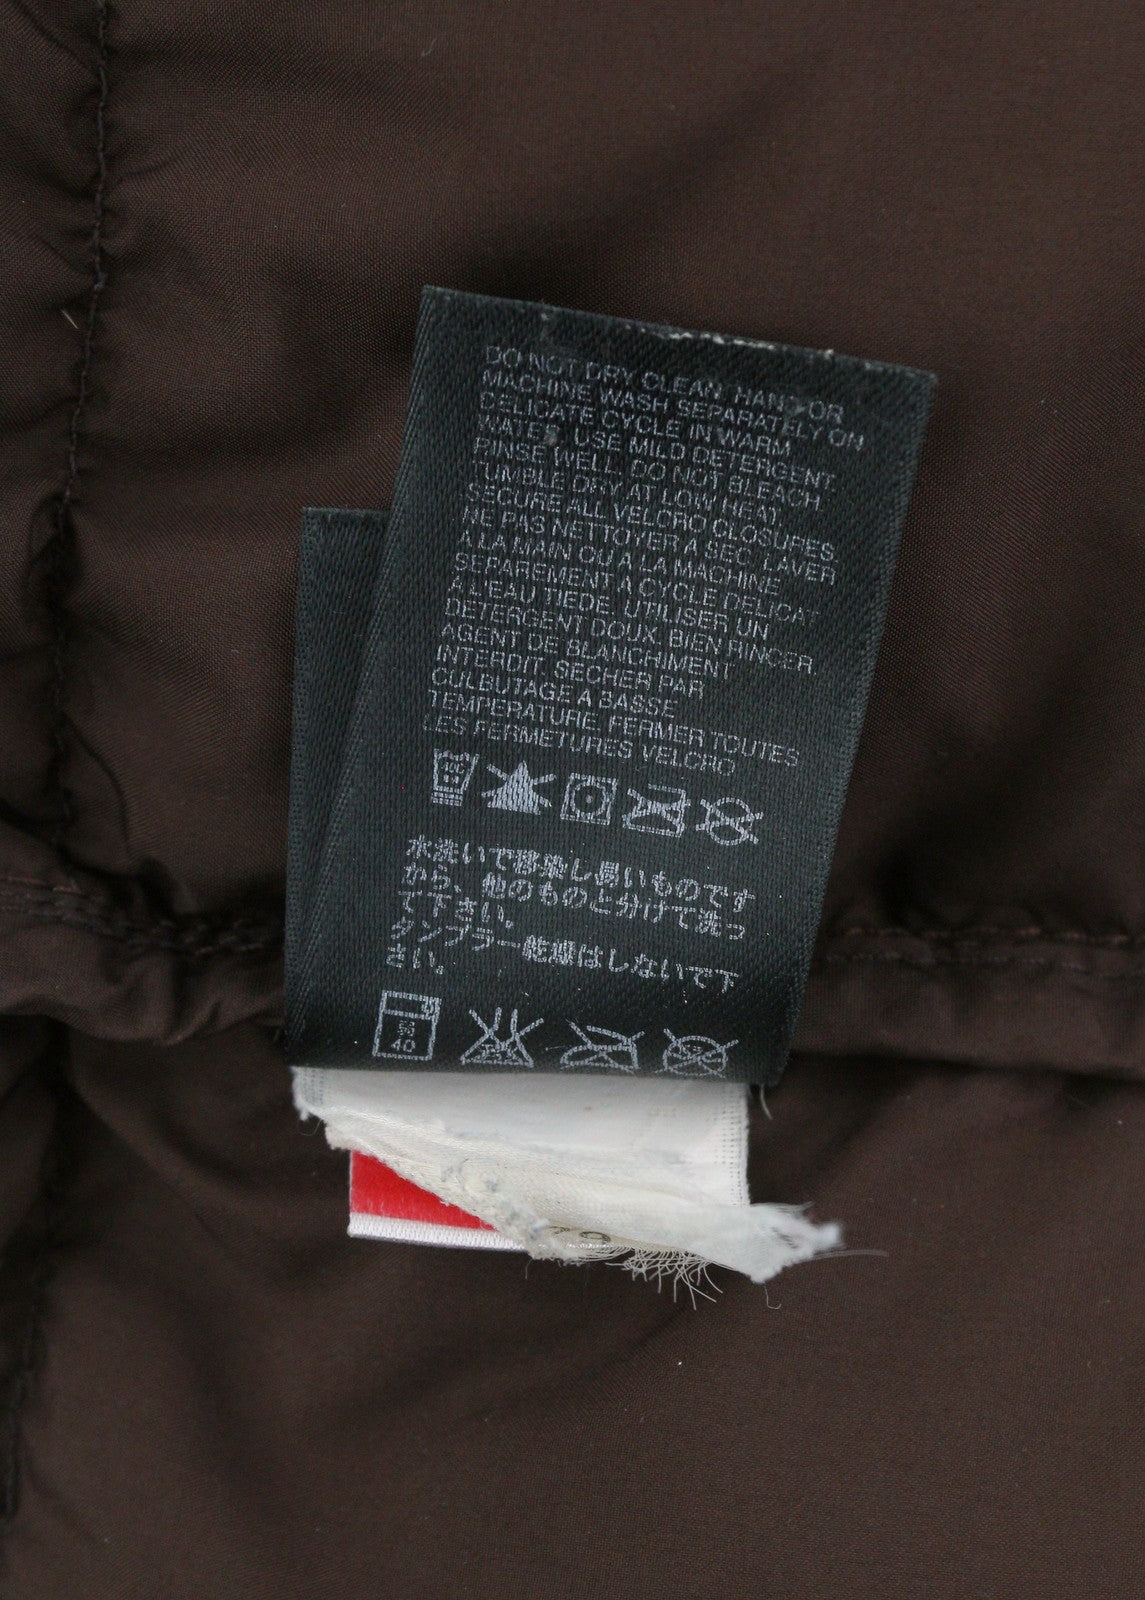 DO NOT DRY CLEAN, HAND OR
MACHINE WASH SEPARATELY ON
DELICATE CYCLE IN WARM
WATER, USE MILD DETERGENT
RINSE WELL, DO NOT BLEACH
TUMBLE DRY AT LOW HEAT,
SECURE ALL VELCRO CLOSURES
NE PAS NETTOYER A SEC, LAVER
A LA MAIN OU A LA MACHINE
SEPAREMENT A CYCLE DELICAT
A L'EAU TIEDE, UTILISER UN
DETERGENT DOUX, BIEN RINCER
AGENT DE BLANCHIMENT
INTERDIT, SECHER PAR
CULBUTAGE A BASSE
TEMPERATURE, FERMER TOUTES
LES FERMETURES VELCRO
水洗いで移染し易いものです
から、他のものと分けて洗っ
て下さい。
タンブラー乾燥はしないで下
さい。
40